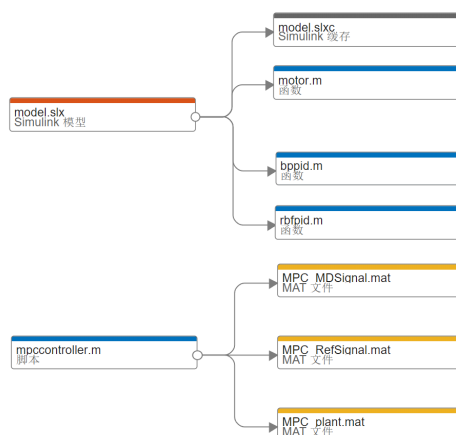 model.slxc
Simulink 缓存
motor.m
函数
model.slx
Simulink 模型
bppid.m
函数
rbfpid.m
函数
MPC_MDSignal.mat
MAT 文件
mpccontroller.m
脚本
MPC_RefSignal.mat
MAT 文件
MPC_plant.mat
MAT 文件